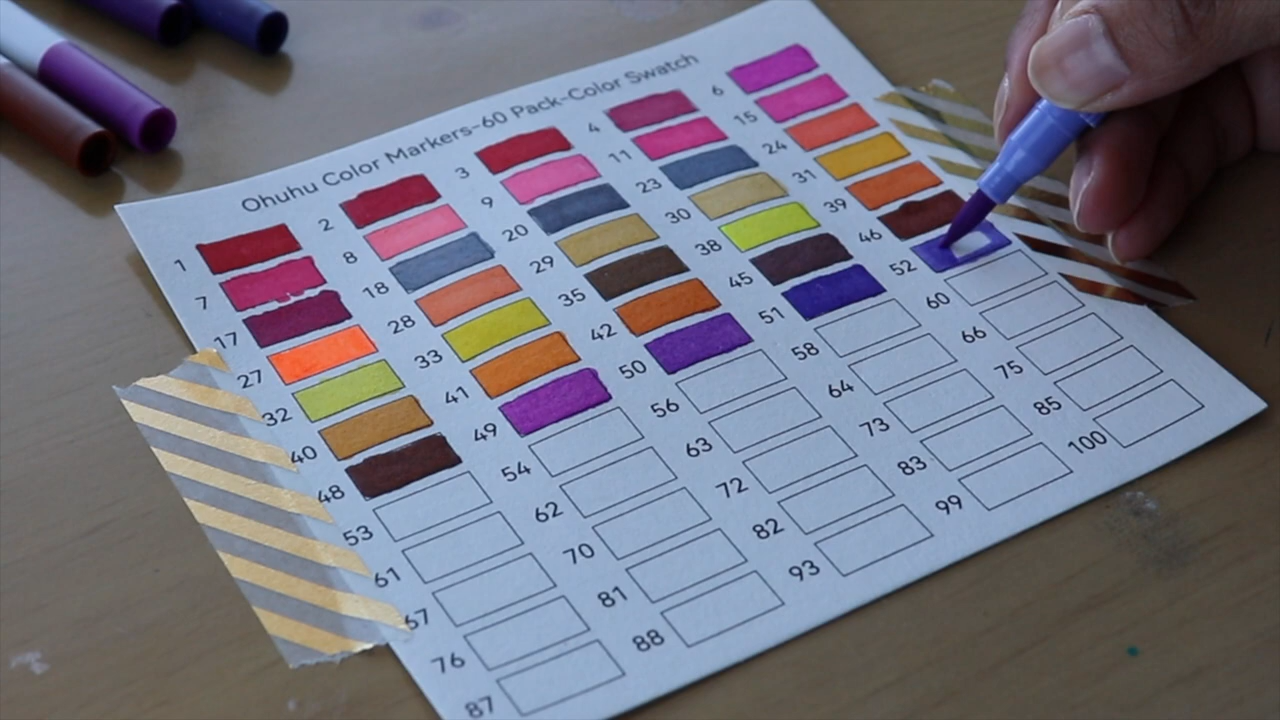 Ohuhu Color Markers-60 Pack-Color Swatch
1 2 3 4 6
7 8 9 11 15
17 18 20 23 24
27 28 29 30 31
32 33 35 38 39
40 41 42 45 46
48 49 50 51 52
53 54 56 58 60
61 62 63 64 66
67 70 72 73 75
76 81 82 83 85
87 88 93 99 100